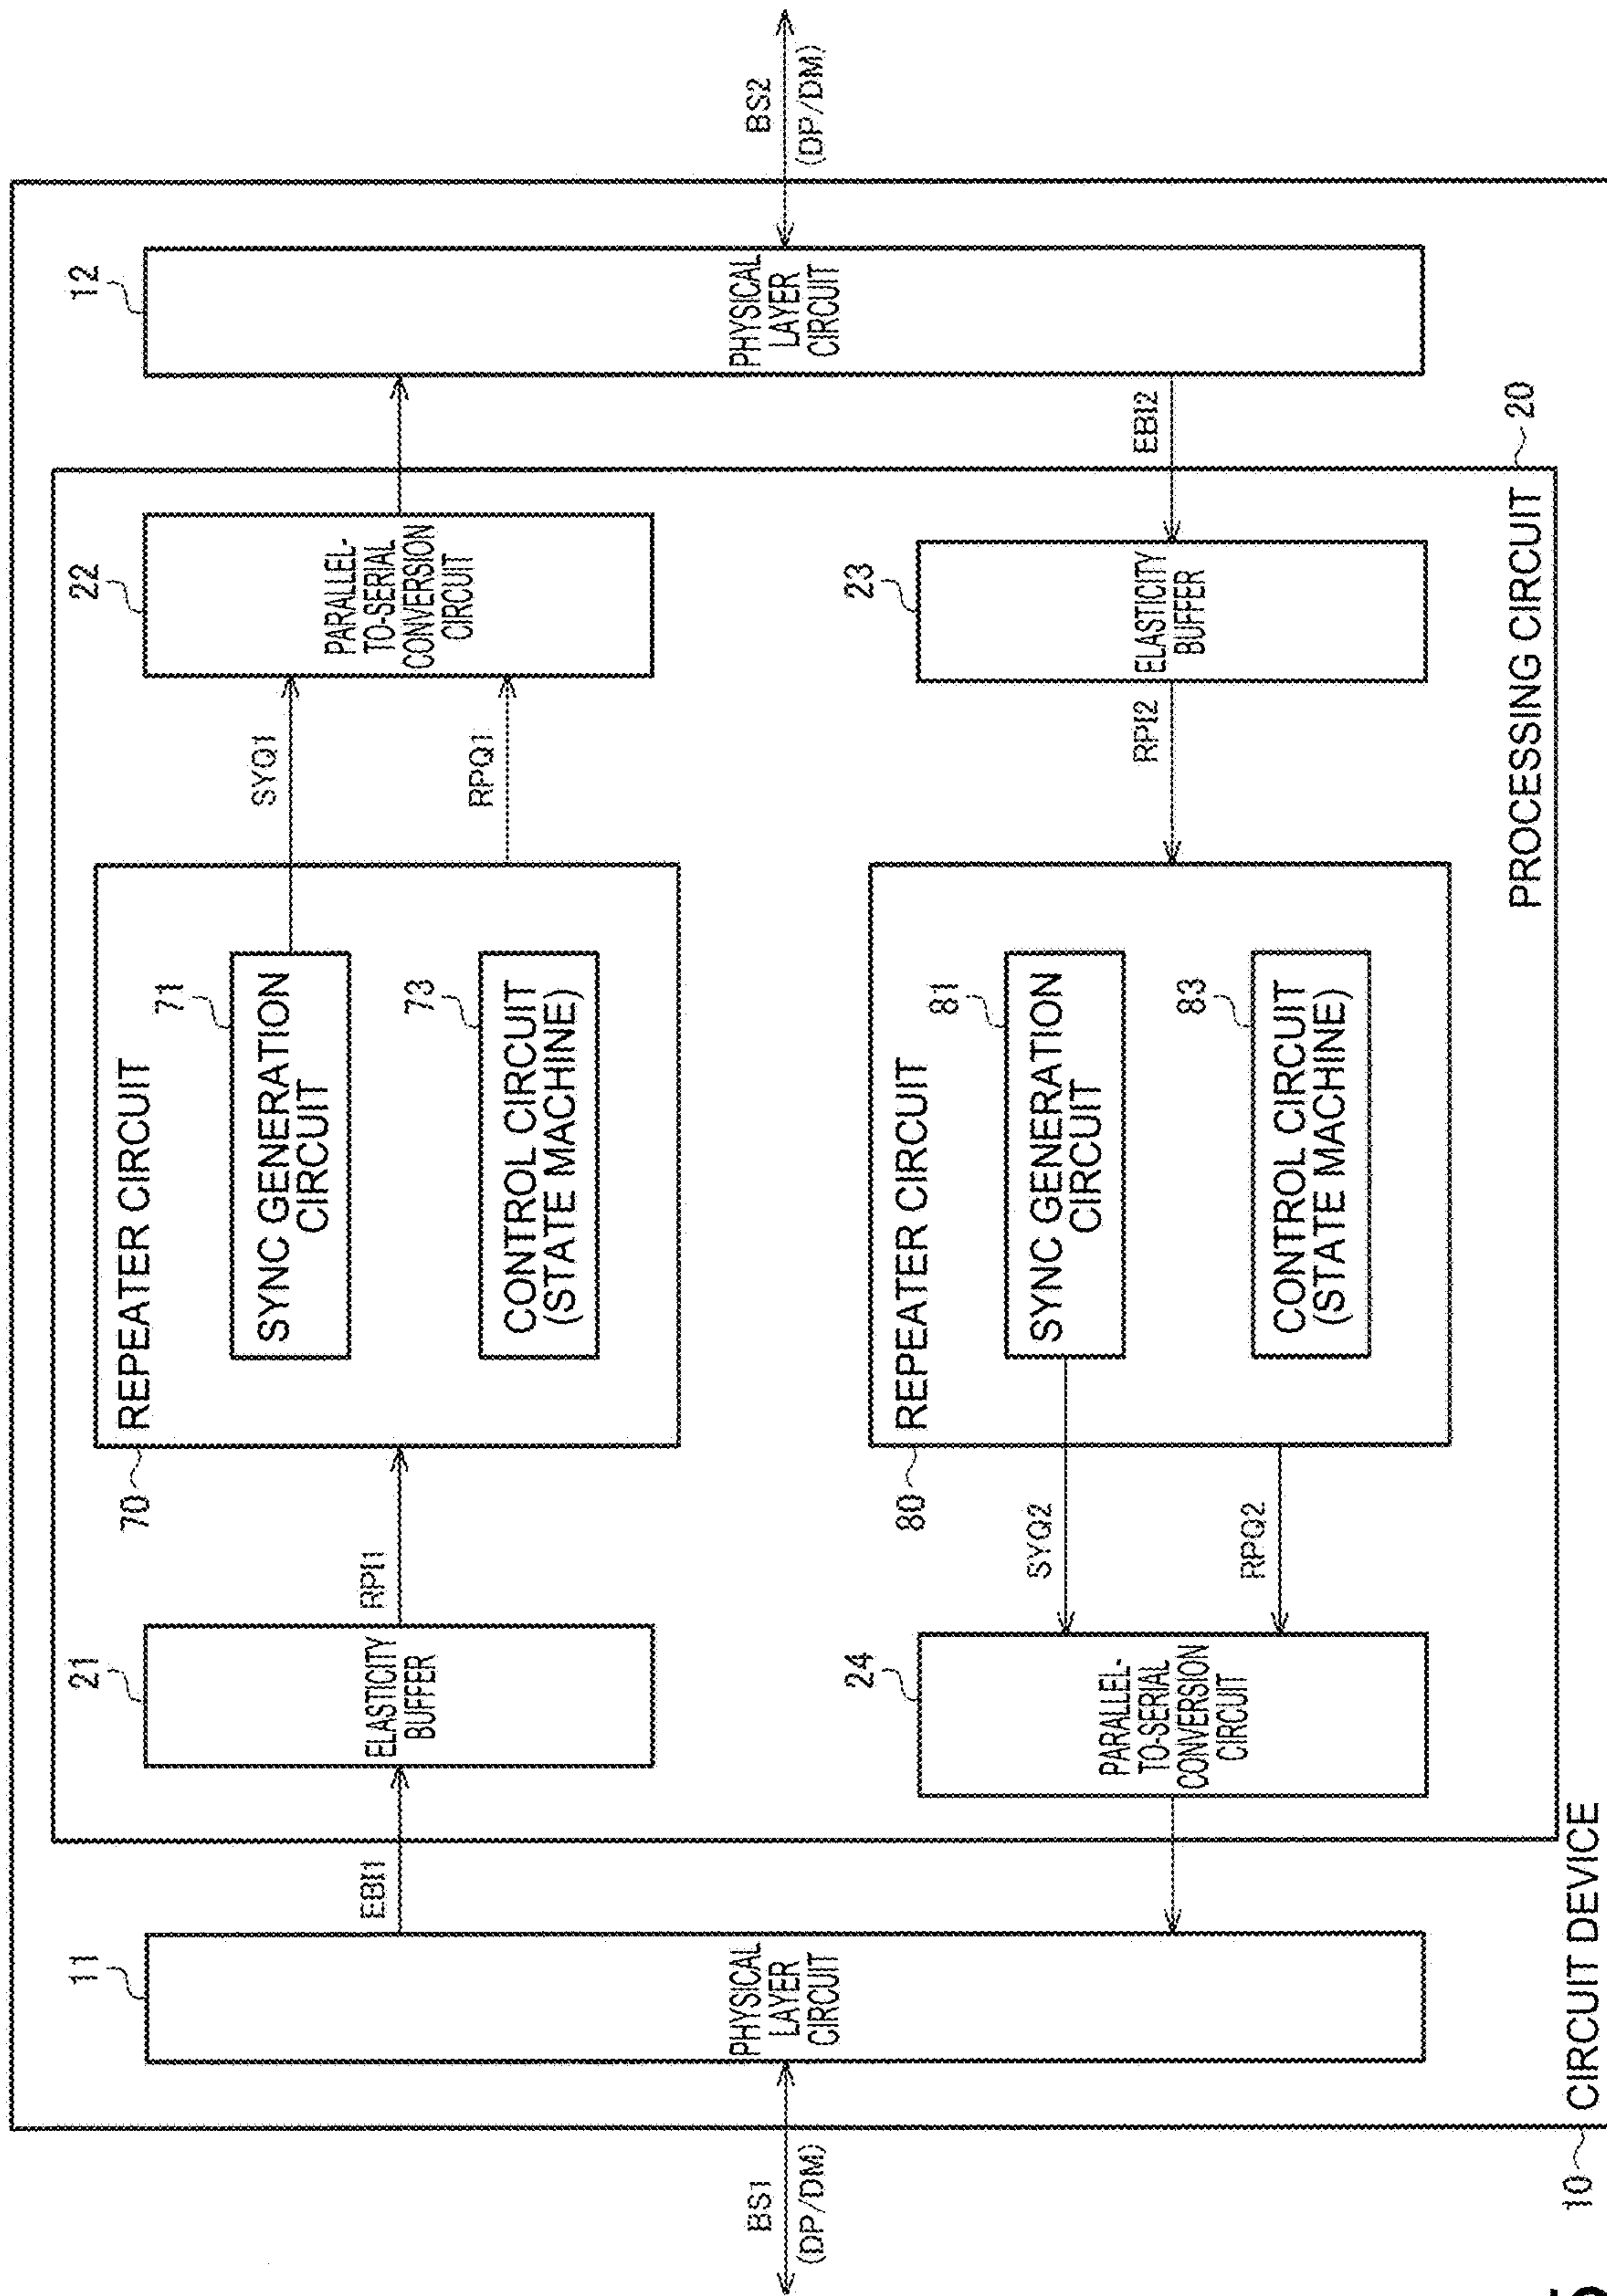 10
CIRCUIT DEVICE
BS1
(DP/DM)
11
PHYSICAL
LAYER
CIRCUIT
EBI1
21
ELASTICITY
BUFFER
RPI1
70
REPEATER CIRCUIT
71
SYNC GENERATION
CIRCUIT
73
CONTROL CIRCUIT
(STATE MACHINE)
SYQ1
RPQ1
22
PARALLEL-
TO-SERIAL
CONVERSION
CIRCUIT
12
PHYSICAL
LAYER
CIRCUIT
BS2
(DP/DM)
24
PARALLEL-
TO-SERIAL
CONVERSION
CIRCUIT
SYQ2
RPQ2
80
REPEATER CIRCUIT
81
SYNC GENERATION
CIRCUIT
83
CONTROL CIRCUIT
(STATE MACHINE)
RPI2
23
ELASTICITY
BUFFER
EBI2
PROCESSING CIRCUIT
20